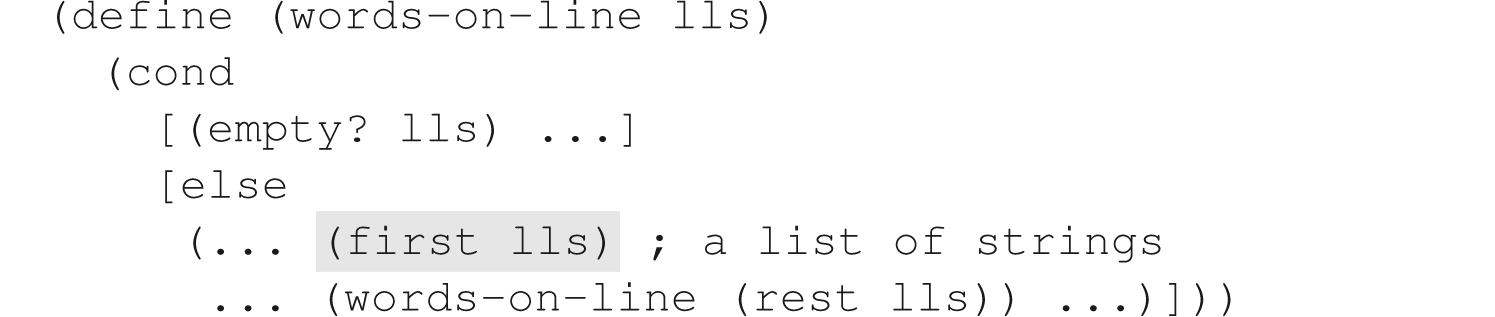 (define (words-on-line lls)
  (cond
    [(empty? lls) ...]
    [else
     (... (first lls) ; a list of strings
      ... (words-on-line (rest lls)) ...)]))